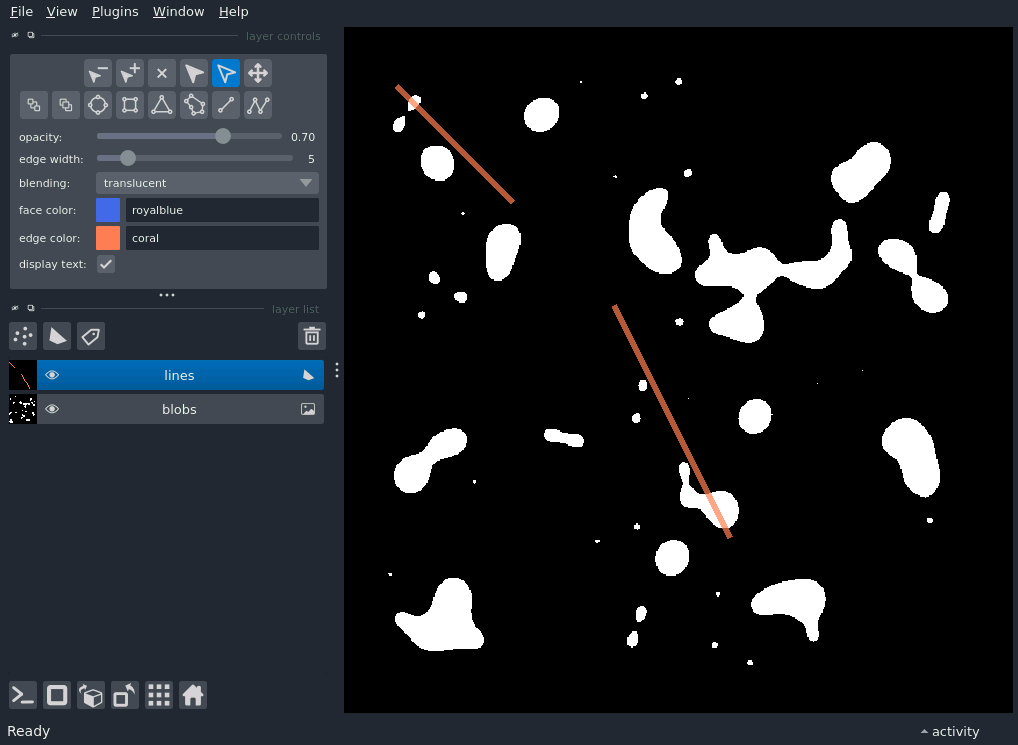 File View Plugins Window Help
layer controls
opacity: 0.70
edge width: 5
blending: translucent
face color: royalblue
edge color: coral
display text:
layer list
lines
blobs
Ready activity